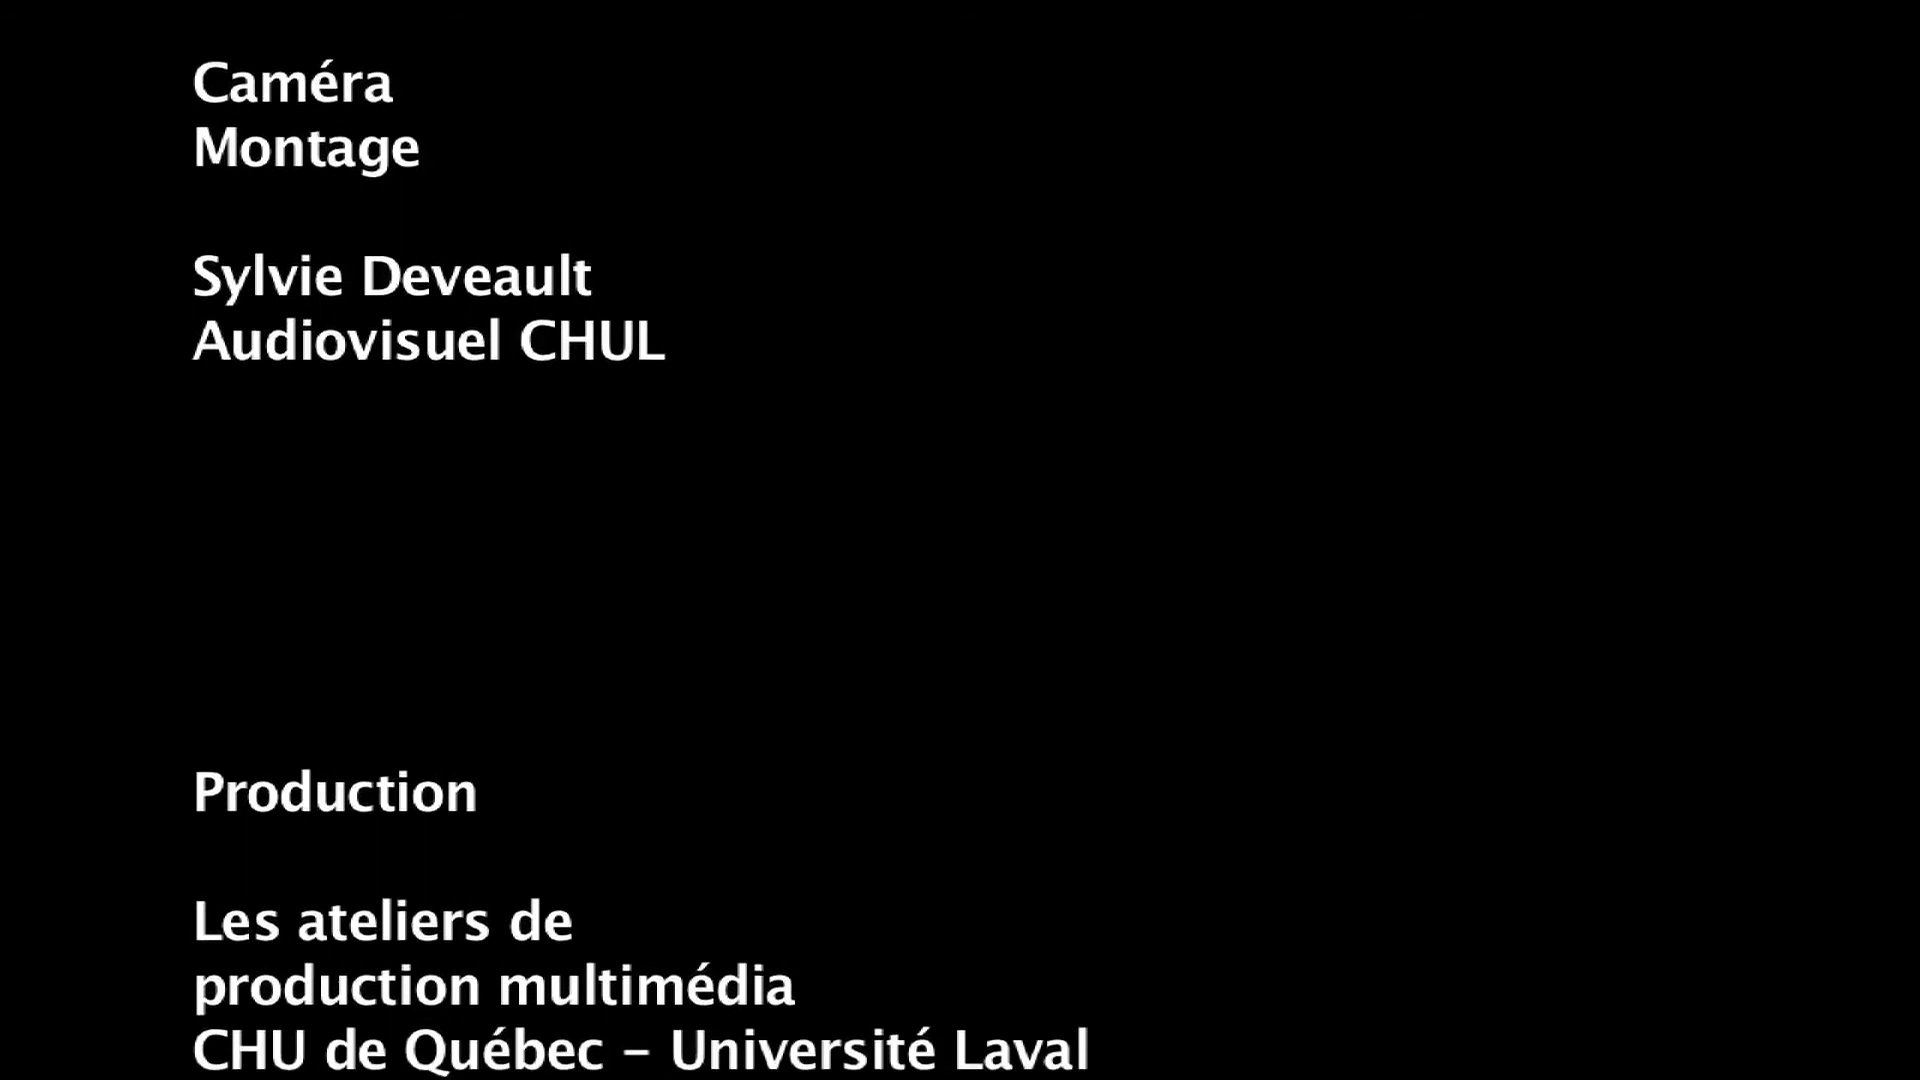 Caméra
Montage
Sylvie Deveault
Audiovisuel CHUL
Production
Les ateliers de
production multimédia
CHU de Québec – Université Laval